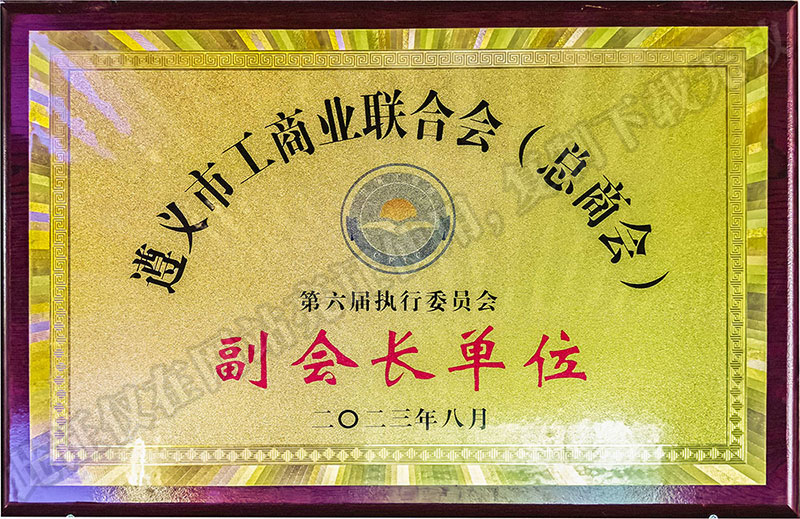 遵义市工商业联合会（总商会）
第六届执行委员会
副会长单位
二〇二三年八月